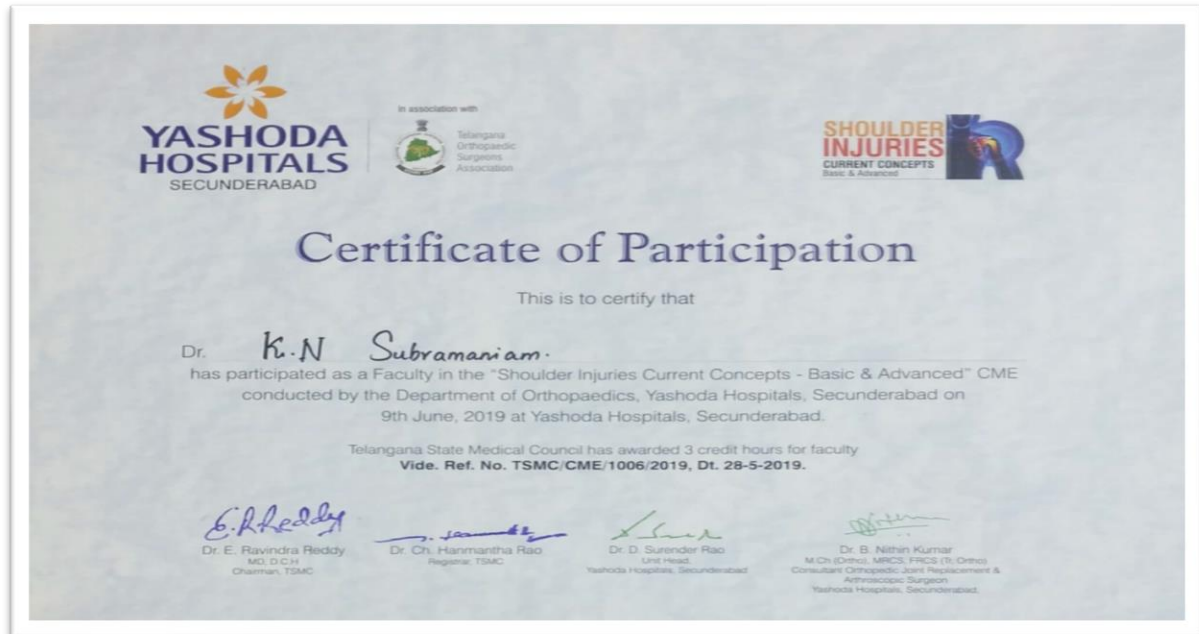 YASHODA
HOSPITALS
SECUNDERABAD
In association with
Telangana
Orthopaedic
Surgeons
Association
SHOULDER
INJURIES
CURRENT CONCEPTS
Basic & Advanced
Certificate of Participation
This is to certify that
Dr. K.N Subramaniam.
has participated as a Faculty in the "Shoulder Injuries Current Concepts - Basic & Advanced" CME
conducted by the Department of Orthopaedics, Yashoda Hospitals, Secunderabad on
9th June, 2019 at Yashoda Hospitals, Secunderabad.
Telangana State Medical Council has awarded 3 credit hours for faculty
Vide. Ref. No. TSMC/CME/1006/2019, Dt. 28-5-2019.
E.R.Reddy
Dr. E. Ravindra Reddy
MD, D.C.H
Chairman, TSMC
Dr. Ch. Hanmantha Rao
Registrar, TSMC
Dr. D. Surender Rao
Unit Head,
Yashoda Hospitals, Secunderabad
Dr. B. Nithin Kumar
M.Ch (Ortho), MRCS, FRCS (Tr. Ortho)
Consultant Orthopedic Joint Replacement &
Arthroscopic Surgeon
Yashoda Hospitals, Secunderabad.